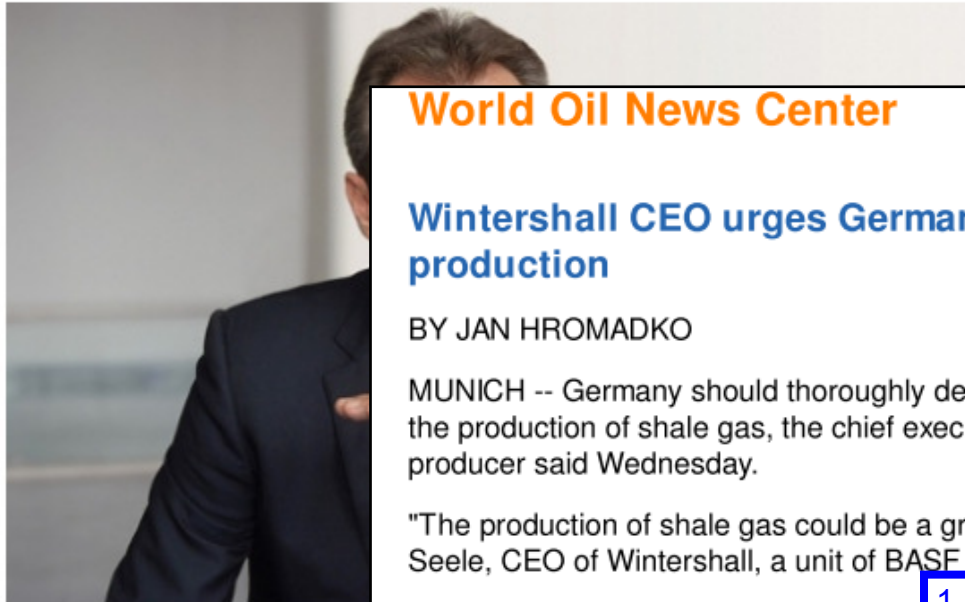 World Oil News Center
Wintershall CEO urges German
production
BY JAN HROMADKO
MUNICH -- Germany should thoroughly de
the production of shale gas, the chief exec
producer said Wednesday.
"The production of shale gas could be a gr
Seele, CEO of Wintershall, a unit of BASF
1